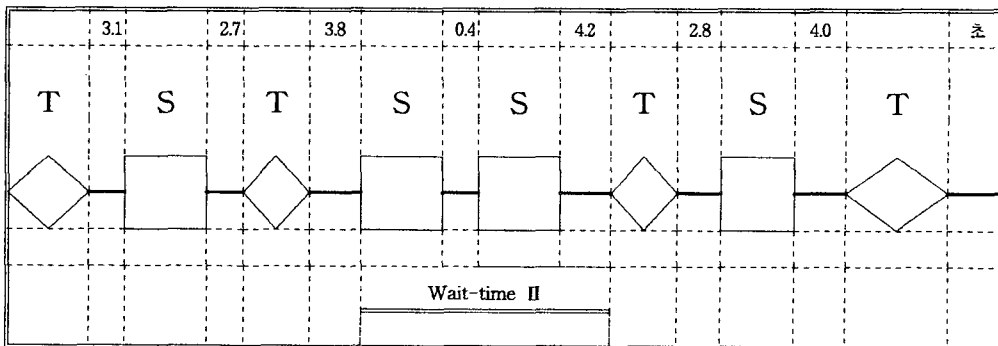 3.1 2.7 3.8 0.4 4.2 2.8 4.0 초
T S T S S T S T
Wait-time Ⅱ